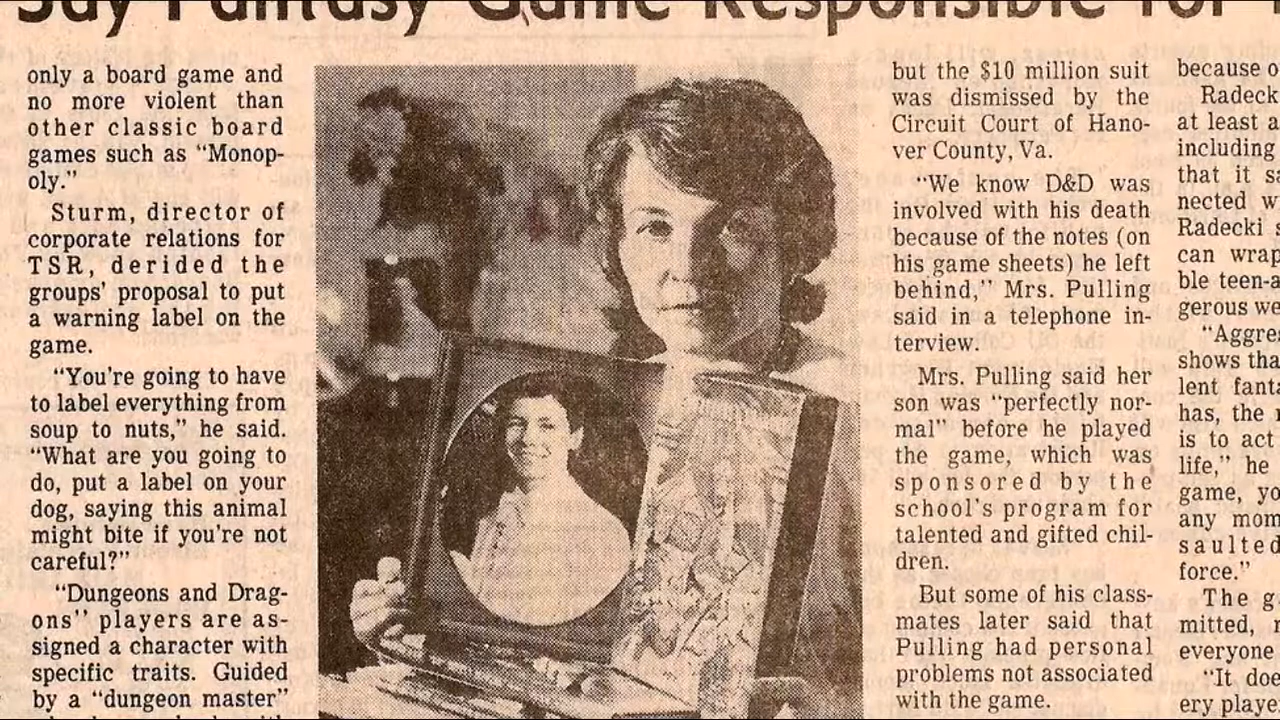 Say Fantasy Game Responsible for
only a board game and
no more violent than
other classic board
games such as “Monop-
oly.”
Sturm, director of
corporate relations for
TSR, derided the
groups’ proposal to put
a warning label on the
game.
“You’re going to have
to label everything from
soup to nuts,” he said.
“What are you going to
do, put a label on your
dog, saying this animal
might bite if you’re not
careful?”
“Dungeons and Drag-
ons” players are as-
signed a character with
specific traits. Guided
by a “dungeon master”
but the $10 million suit
was dismissed by the
Circuit Court of Hano-
ver County, Va.
“We know D&D was
involved with his death
because of the notes (on
his game sheets) he left
behind,” Mrs. Pulling
said in a telephone in-
terview.
Mrs. Pulling said her
son was “perfectly nor-
mal” before he played
the game, which was
sponsored by the
school’s program for
talented and gifted chil-
dren.
But some of his class-
mates later said that
Pulling had personal
problems not associated
with the game.
because o
Radeck
at least a
including
that it sa
nected w
Radecki s
can wrap
ble teen-a
gerous we
“Aggres
shows tha
lent fanta
has, the r
is to act
life,” he
game, yo
any mom
saulted
force.”
The g
mitted, r
everyone
“It doe
ery playe